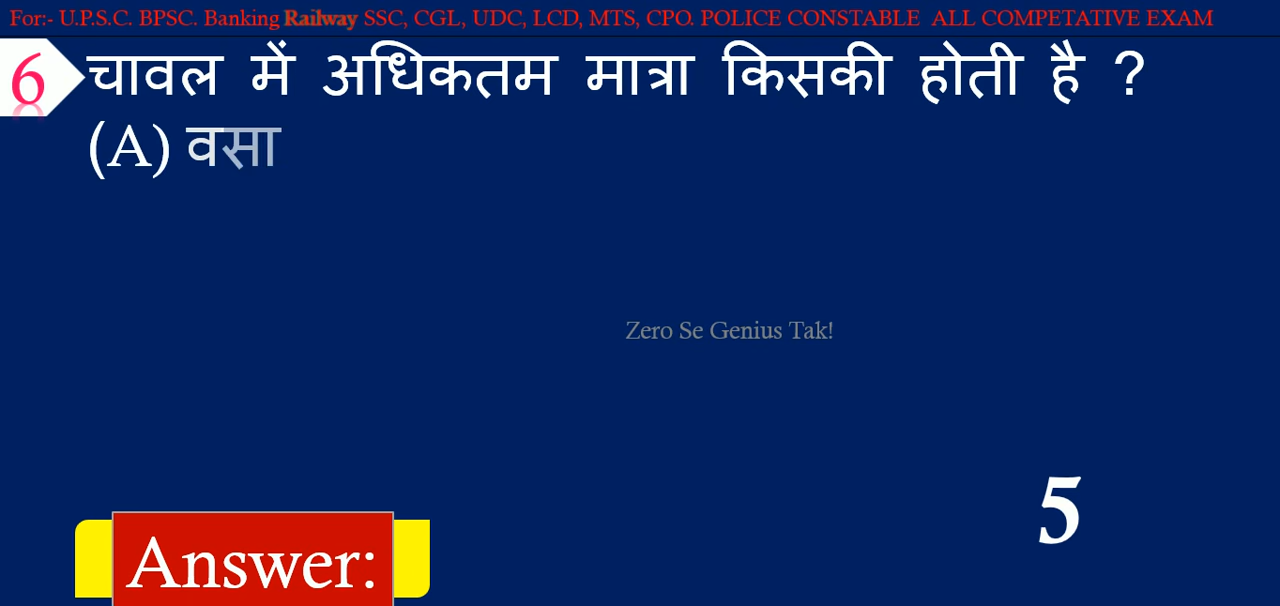 For:- U.P.S.C. BPSC. Banking Railway SSC, CGL, UDC, LCD, MTS, CPO. POLICE CONSTABLE ALL COMPETATIVE EXAM
6 चावल में अधिकतम मात्रा किसकी होती है ?
(A) वसा
Zero Se Genius Tak!
5
Answer: